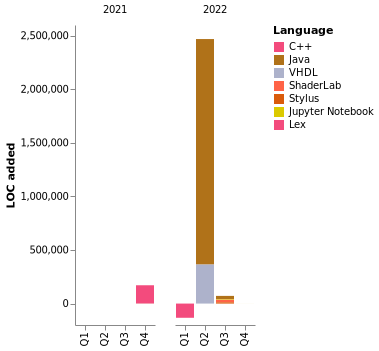 2021
2022
LOC added
2,500,000
2,000,000
1,500,000
1,000,000
500,000
0
Q1
Q2
Q3
Q4
Q1
Q2
Q3
Q4
Language
C++
Java
VHDL
ShaderLab
Stylus
Jupyter Notebook
Lex